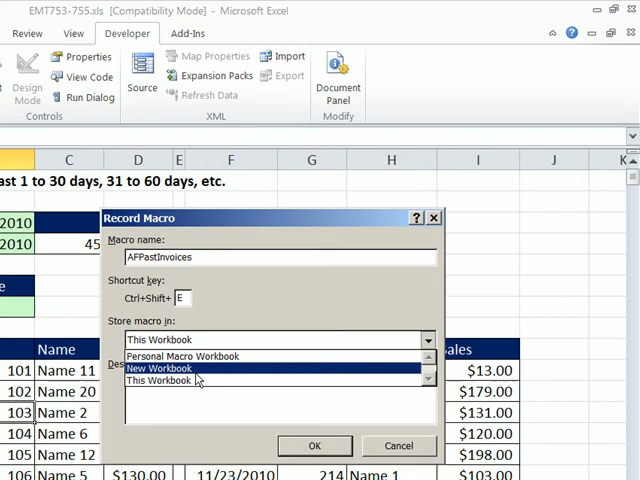 EMT753-755.xls [Compatibility Mode] - Microsoft Excel
Review View Developer Add-Ins
Design Mode
Properties
View Code
Run Dialog
Controls
Source
Map Properties
Expansion Packs
Refresh Data
Import
Export
XML
Document Panel
Modify
C D E F G H I J K
ast 1 to 30 days, 31 to 60 days, etc.
2010
2010 45
e
Record Macro
Macro name:
AFPastInvoices
Shortcut key:
Ctrl+Shift+ E
Store macro in:
This Workbook
Personal Macro Workbook
New Workbook
This Workbook
Des
OK Cancel
Name ales
101 Name 11 $13.00
102 Name 20 $179.00
103 Name 2 $131.00
104 Name 6 $120.00
105 Name 12 $198.00
106 Name 5 $130.00 11/23/2010 214 Name 1 $103.00